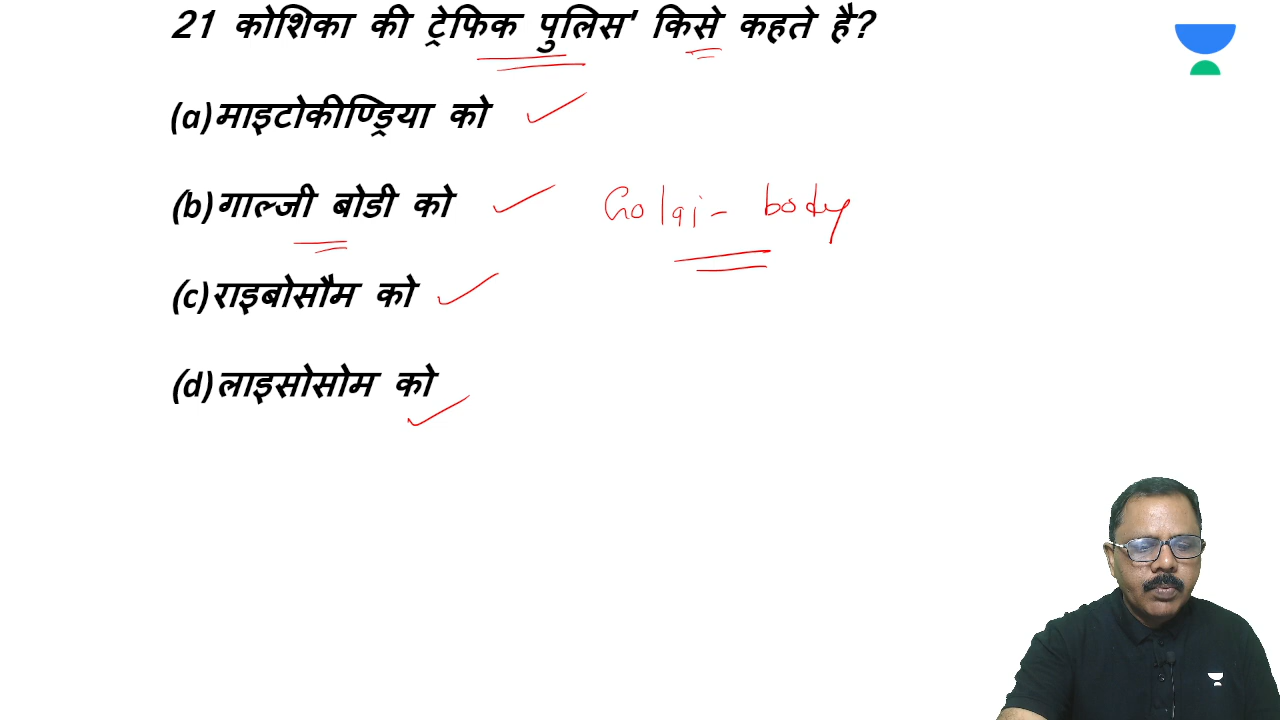 21 कोशिका की ट्रेफिक पुलिस' किसे कहते है?
(a)माइटोकीण्ड्रिया को
(b)गाल्जी बोडी को Golgi - body
(c)राइबोसौम को
(d)लाइसोसोम को